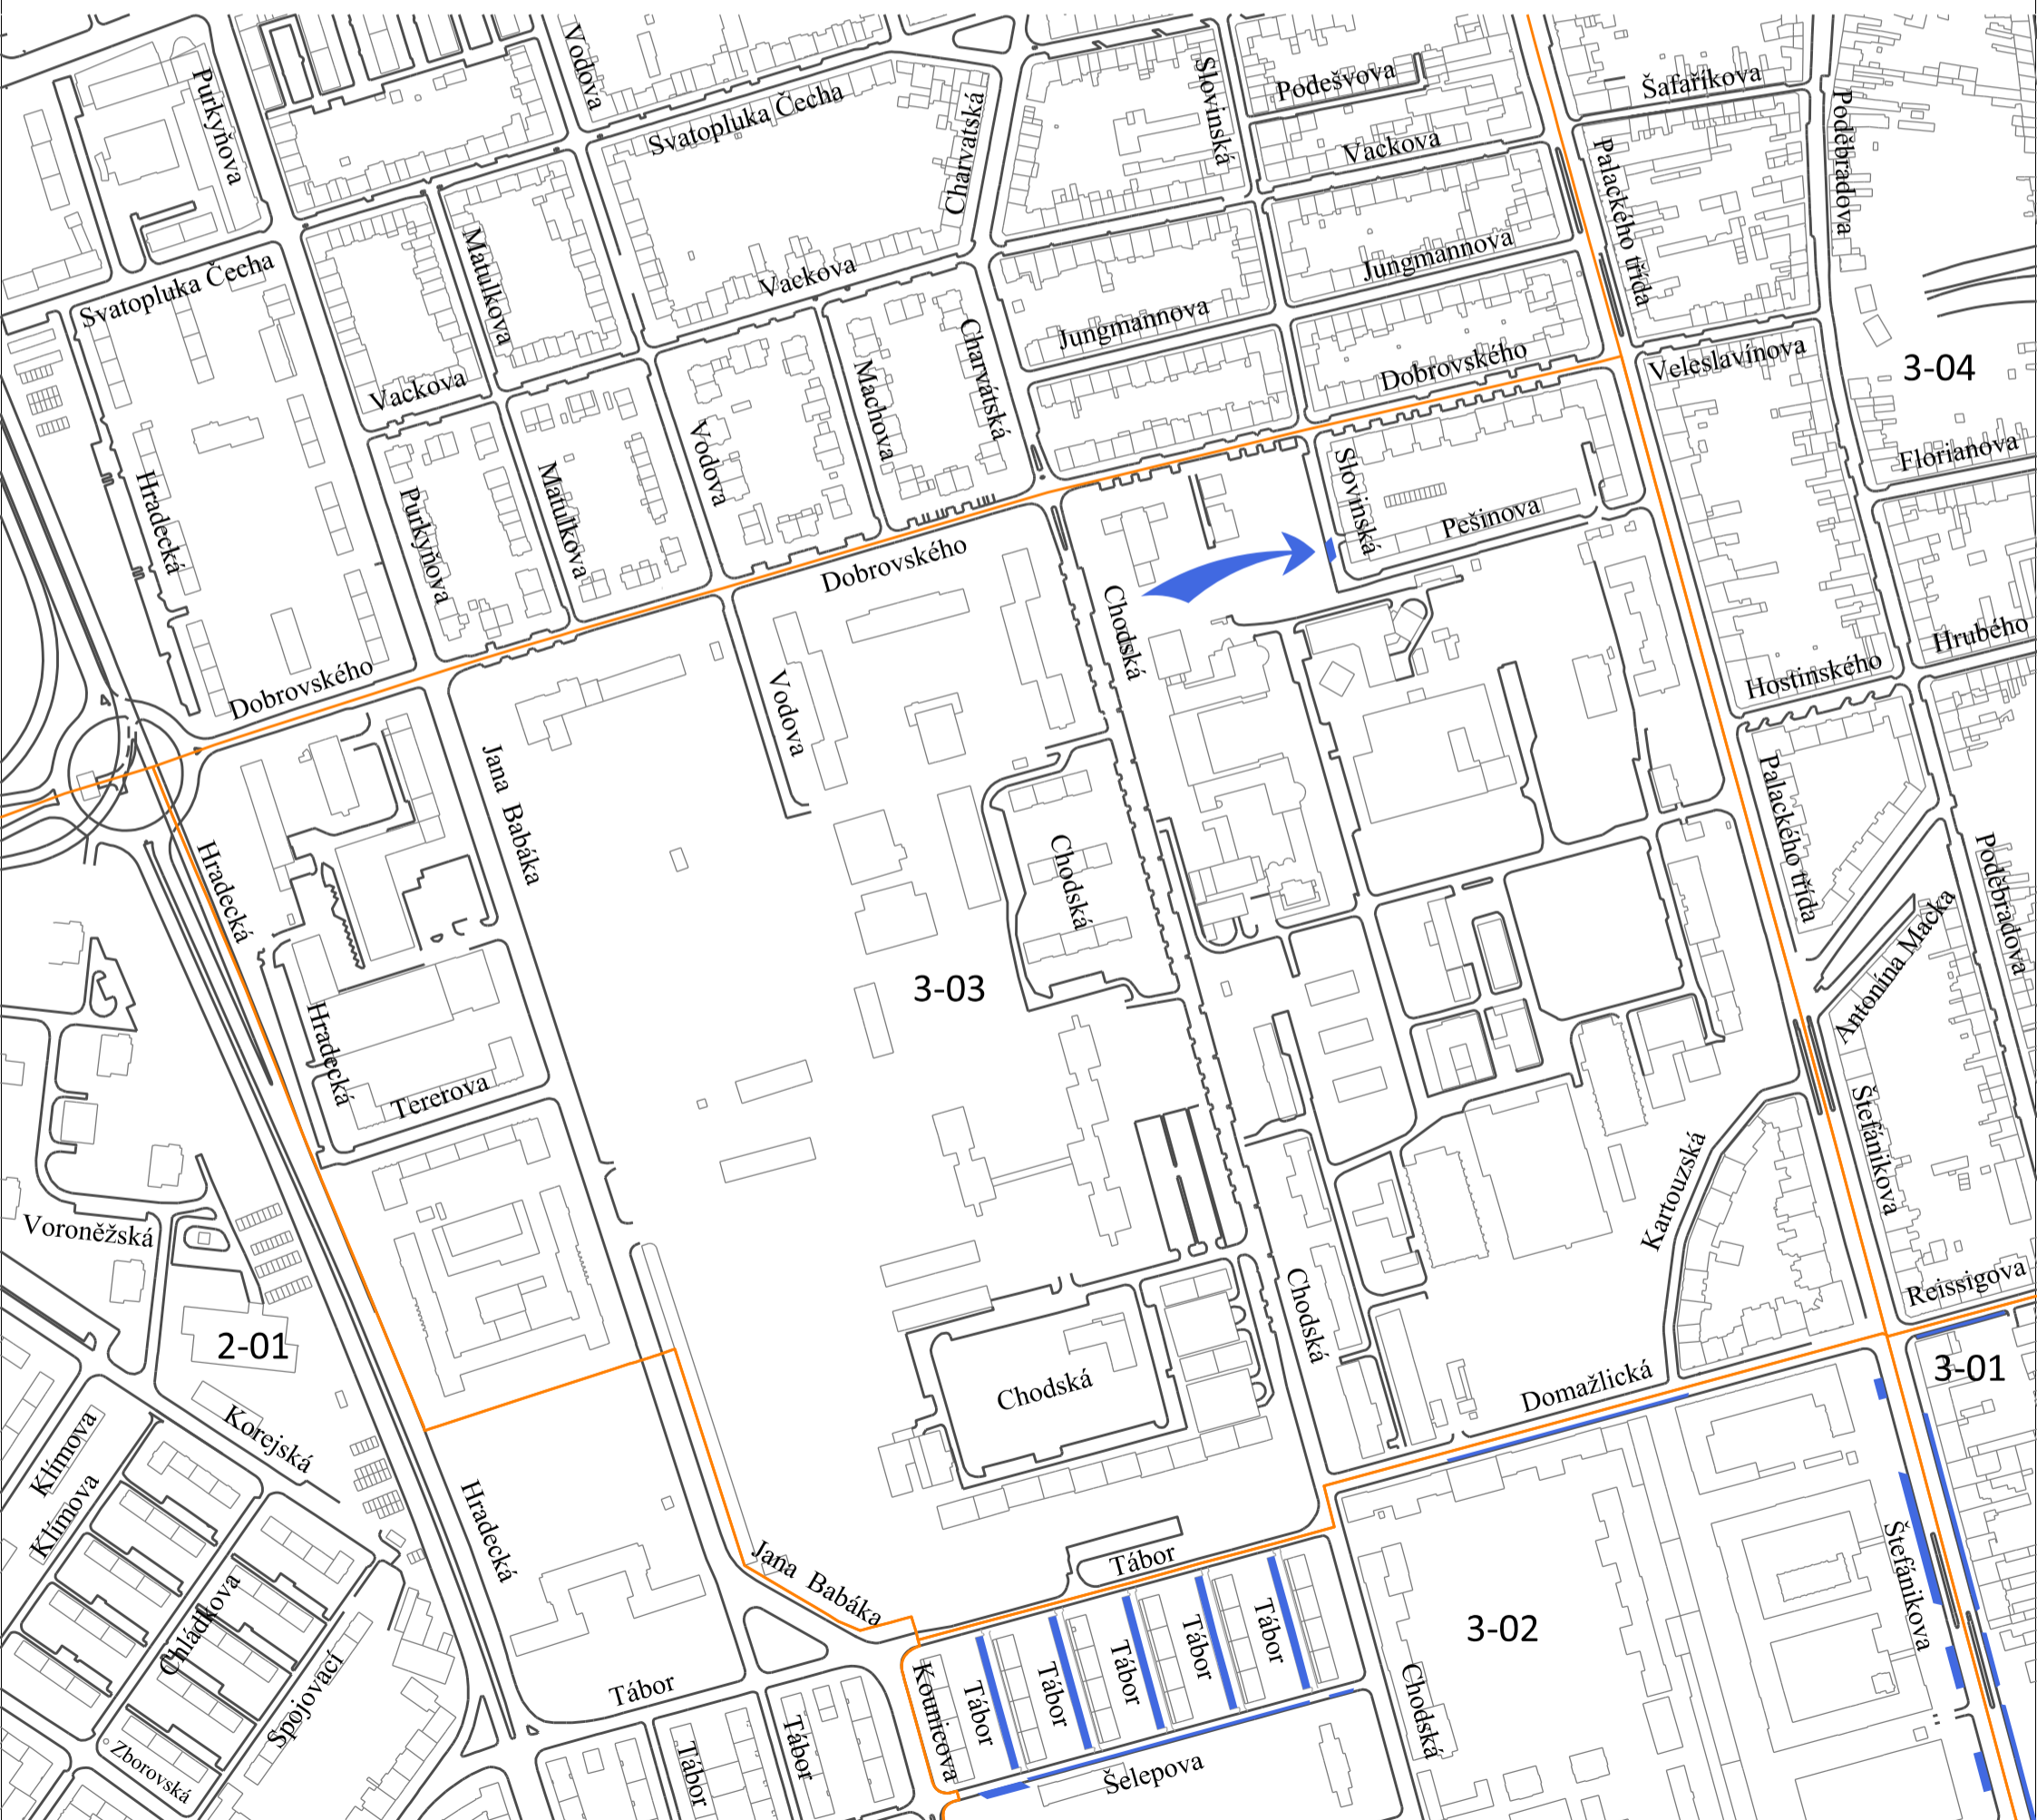 Vodova
Slovinská
Podešvova
Šafaříkova
Purkyňova
Svatopluka Čecha
Charvatská
Vackova
Palackého třída
Poděbradova
Svatopluka Čecha
Matulkova
Vackova
Jungmannova
Jungmannova
Charvatská
Dobrovského
Veleslavínova
3-04
Vackova
Machova
Vodova
Slovinská
Florianova
Hradecká
Purkyňova
Matulkova
Pešinova
Dobrovského
Chodská
Hrubého
Dobrovského
Hostinského
Vodova
Jana Babáka
Palackého třída
Hradecká
Chodská
Poděbradova
Antonína Macka
3-03
Hradecká
Tererova
Štefánikova
Kartouzská
Voroněžská
Reissigova
Chodská
2-01
3-01
Chodská
Domažlická
Korejská
Klímova
Klímova
Hradecká
Jana Babáka
Tábor
Štefánikova
3-02
Chládkova
Tábor
Tábor
Tábor
Tábor
Tábor
Kounicova
Chodská
Spojovací
Tábor
Zborovská
Tábor
Tábor
Šelepova